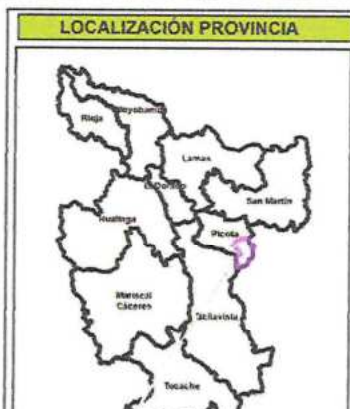 LOCALIZACIÓN PROVINCIA
Moyobamba
Rioja
Lamas
El Dorado
San Martín
Huallaga
Picota
Mariscal
Cáceres
Bellavista
Tocache